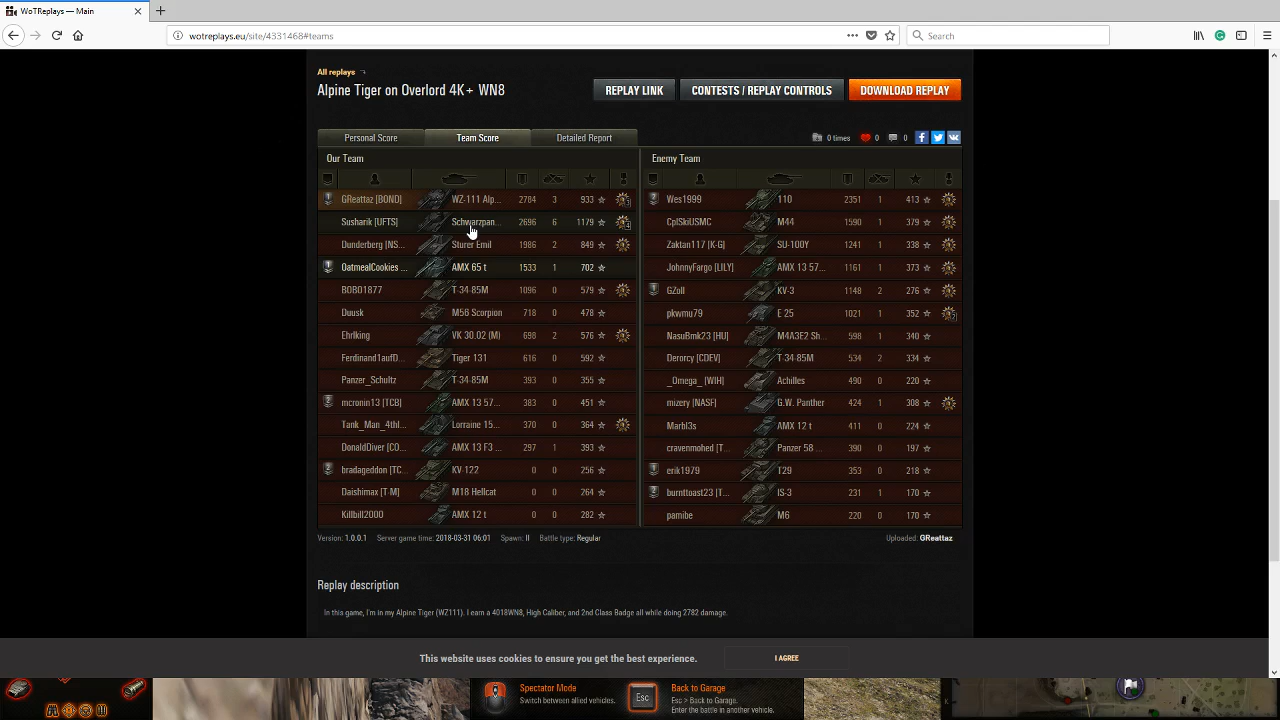 WoTReplays — Main
wotreplays.eu/site/4331468#teams
Search
All replays
Alpine Tiger on Overlord 4K+ WN8
REPLAY LINK
CONTESTS / REPLAY CONTROLS
DOWNLOAD REPLAY
Personal Score
Team Score
Detailed Report
0 times
0
0
Our Team
Enemy Team
GReattaz [BOND] WZ-111 Alp... 2784 3 933
Susharik [UFTS] Schwarzpan... 2696 6 1179
Dunderberg [NS... Sturer Emil 1986 2 849
OatmealCookies ... AMX 65 t 1533 1 702
BOBO1877 T-34-85M 1096 0 579
Duusk M56 Scorpion 718 0 478
Ehrlking VK 30.02 (M) 698 2 576
Ferdinand1aufD... Tiger 131 616 0 592
Panzer_Schultz T-34-85M 393 0 355
mcronin13 [TCB] AMX 13 57... 383 0 451
Tank_Man_4thI... Lorraine 15... 370 0 364
DonaldDiver [CO... AMX 13 F3 ... 297 1 393
bradageddon [TC... KV-122 0 0 256
Daishimax [T-M] M18 Hellcat 0 0 264
Killbill2000 AMX 12 t 0 0 282
Wes1999 110 2351 1 413
CplSkiUSMC M44 1590 1 379
Zaktan117 [K-G] SU-100Y 1241 1 338
JohnnyFargo [LILY] AMX 13 57... 1161 1 373
GZoll KV-3 1148 2 276
pkwmu79 E 25 1021 1 352
NasuBmk23 [HU] M4A3E2 Sh... 598 1 340
Derorcy [CDEV] T-34-85M 534 2 334
_Omega_ [WIH] Achilles 490 0 220
mizery [NASF] G.W. Panther 424 1 308
Marbl3s AMX 12 t 411 0 224
cravenmohed [T... Panzer 58 ... 390 0 197
erik1979 T29 353 0 218
burnttoast23 [T... IS-3 231 1 170
pamibe M6 220 0 170
Version: 1.0.0.1 Server game time: 2018-03-31 06:01 Spawn: II Battle type: Regular
Uploaded: GReattaz
Replay description
In this game, I'm in my Alpine Tiger (WZ111). I earn a 4018WN8, High Caliber, and 2nd Class Badge all while doing 2782 damage.
This website uses cookies to ensure you get the best experience.
I AGREE
Spectator Mode
Switch between allied vehicles.
Esc
Back to Garage
Esc > Back to Garage.
Enter the battle in another vehicle.